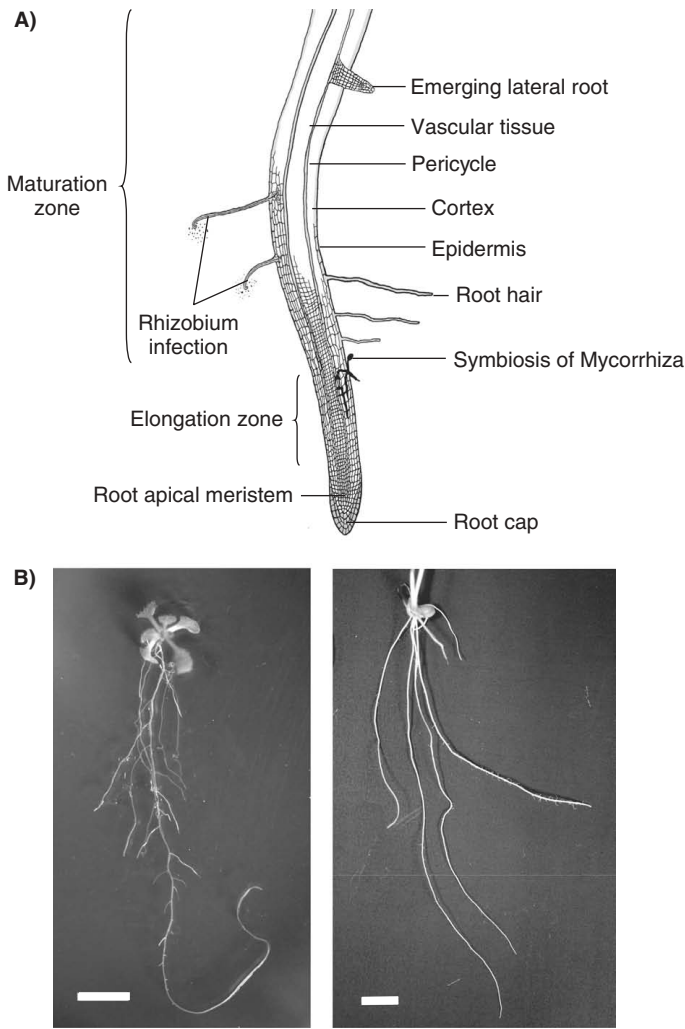 A)
Emerging lateral root
Vascular tissue
Pericycle
Maturation
zone
Cortex
Epidermis
Root hair
Rhizobium
infection
Symbiosis of Mycorrhiza
Elongation zone
Root apical meristem
Root cap
B)